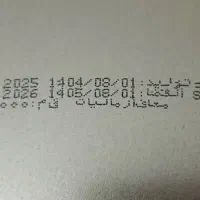 تولید: 1404/08/01 2025
انقضا: 1405/08/01 2026
معاف از مالیات ق.م: